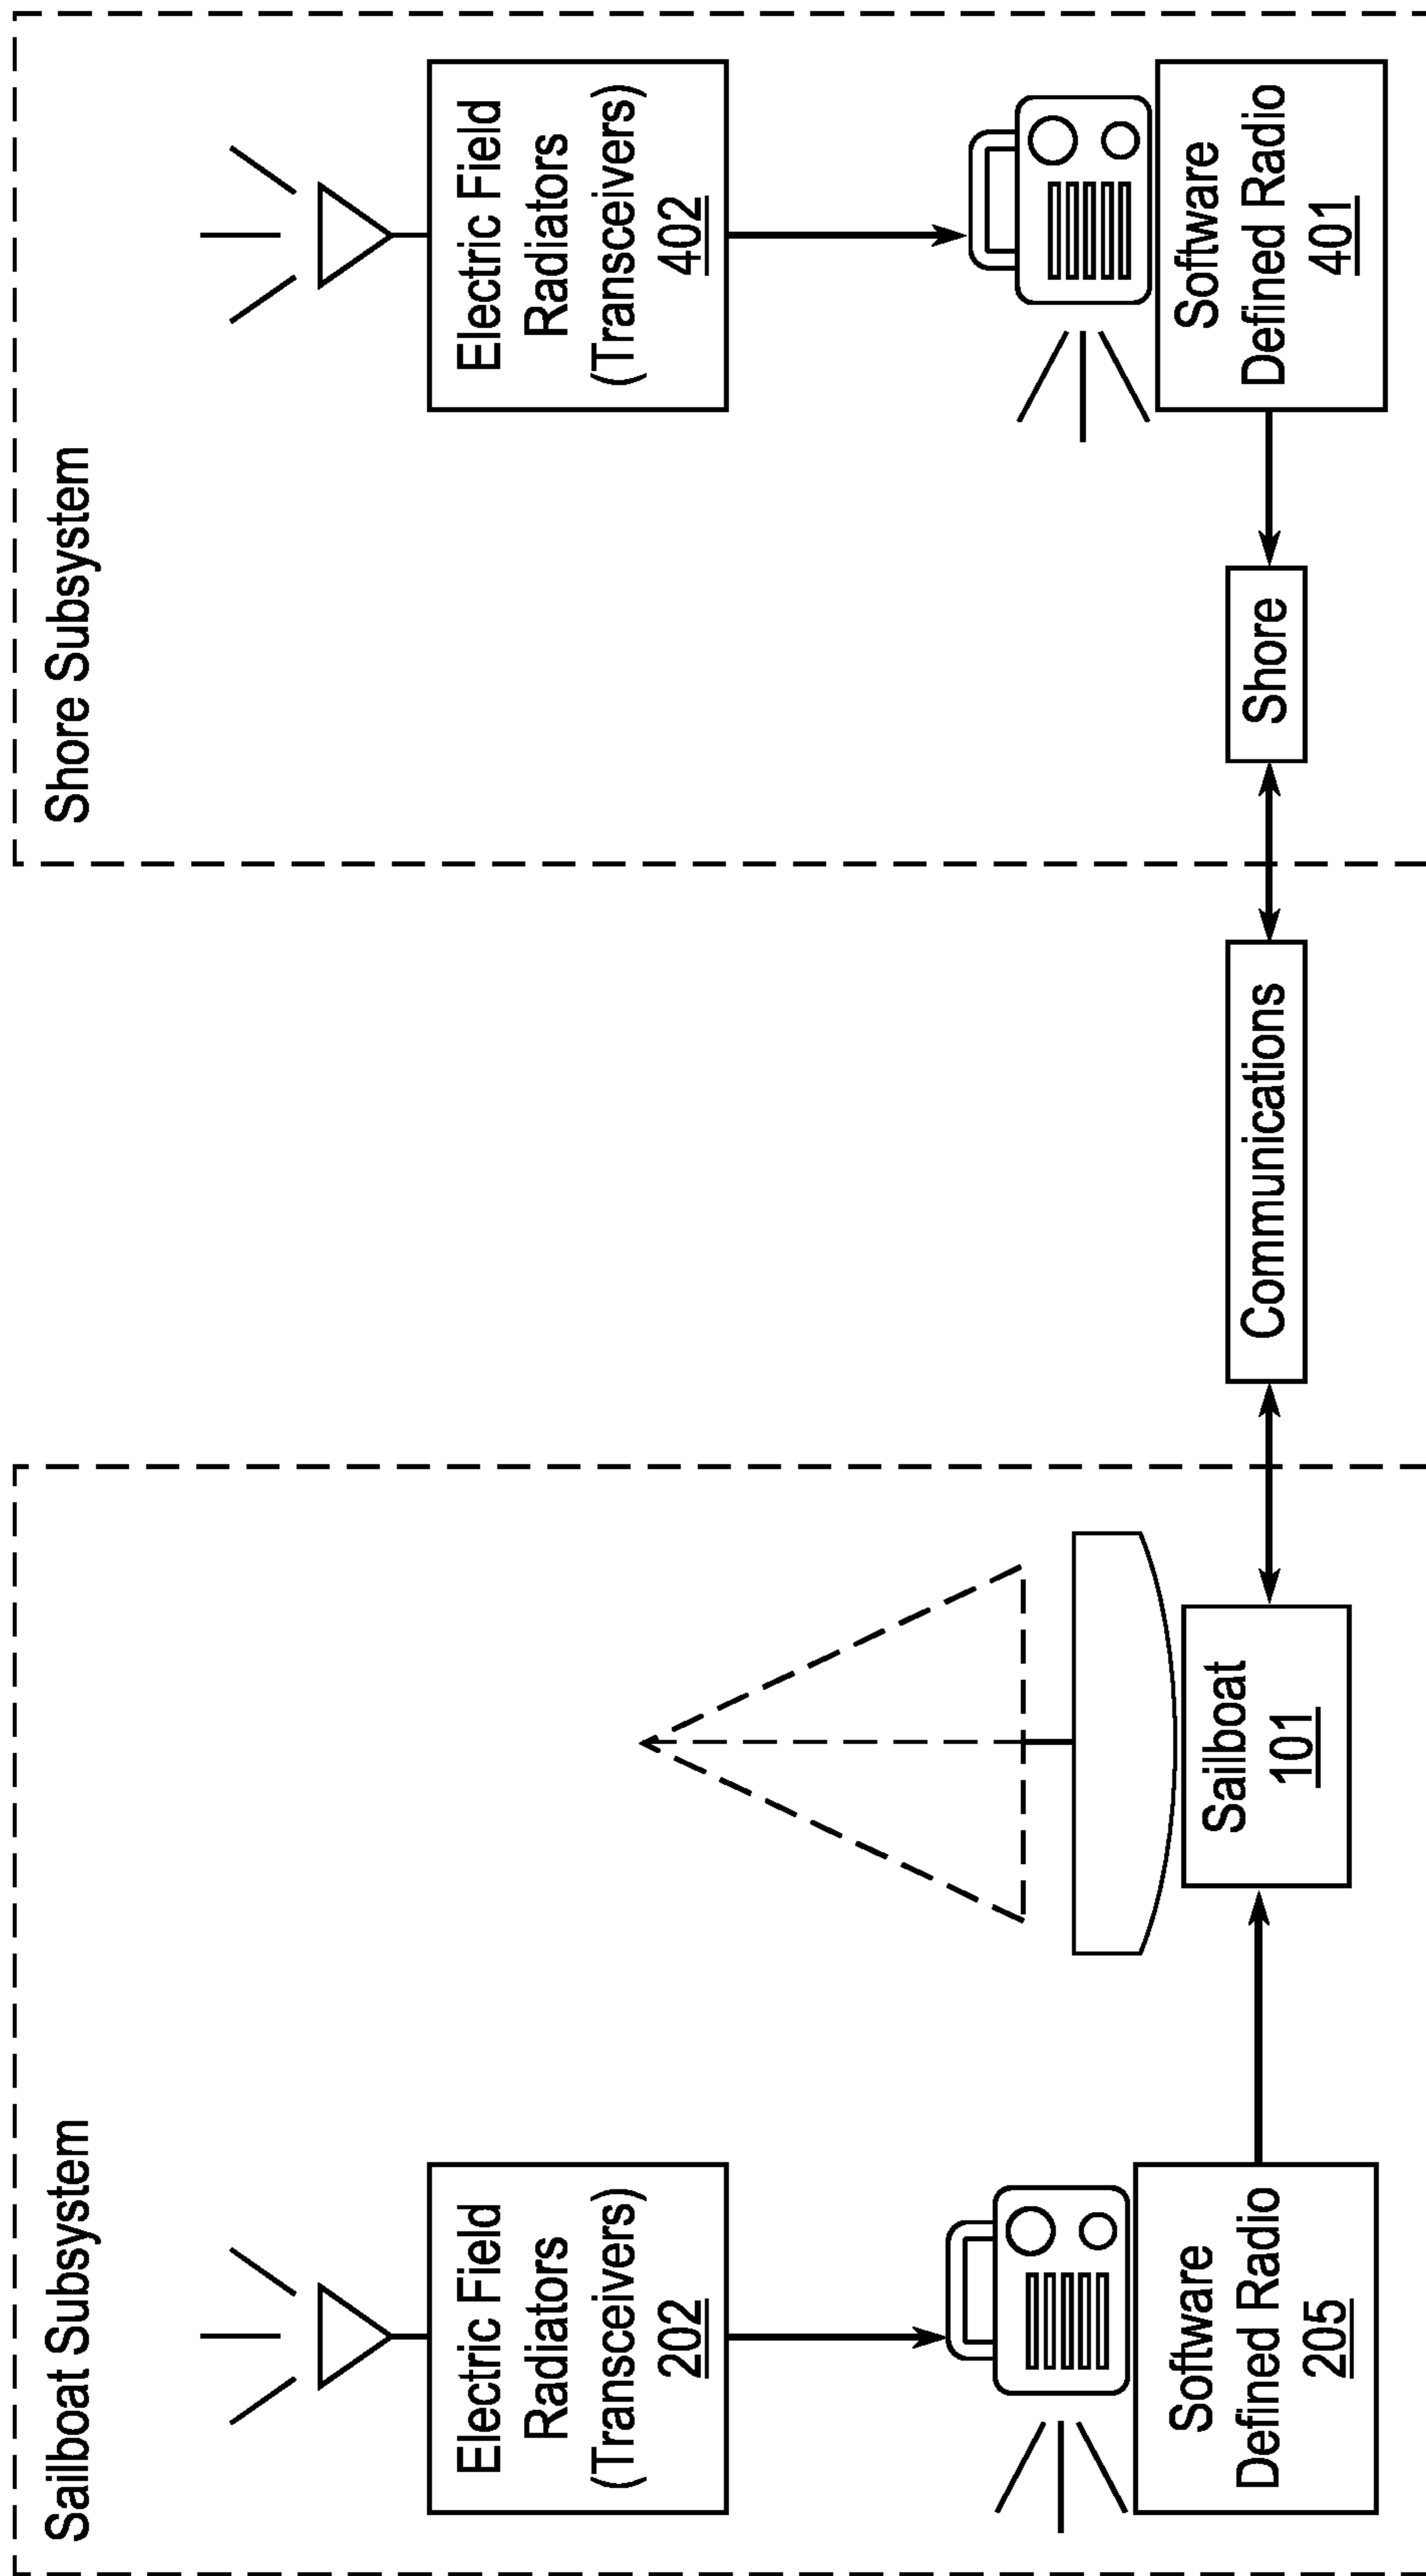 Sailboat Subsystem
Electric Field
Radiators
(Transceivers)
202
Software
Defined Radio
205
Sailboat
101
Communications
Shore Subsystem
Electric Field
Radiators
(Transceivers)
402
Software
Defined Radio
401
Shore